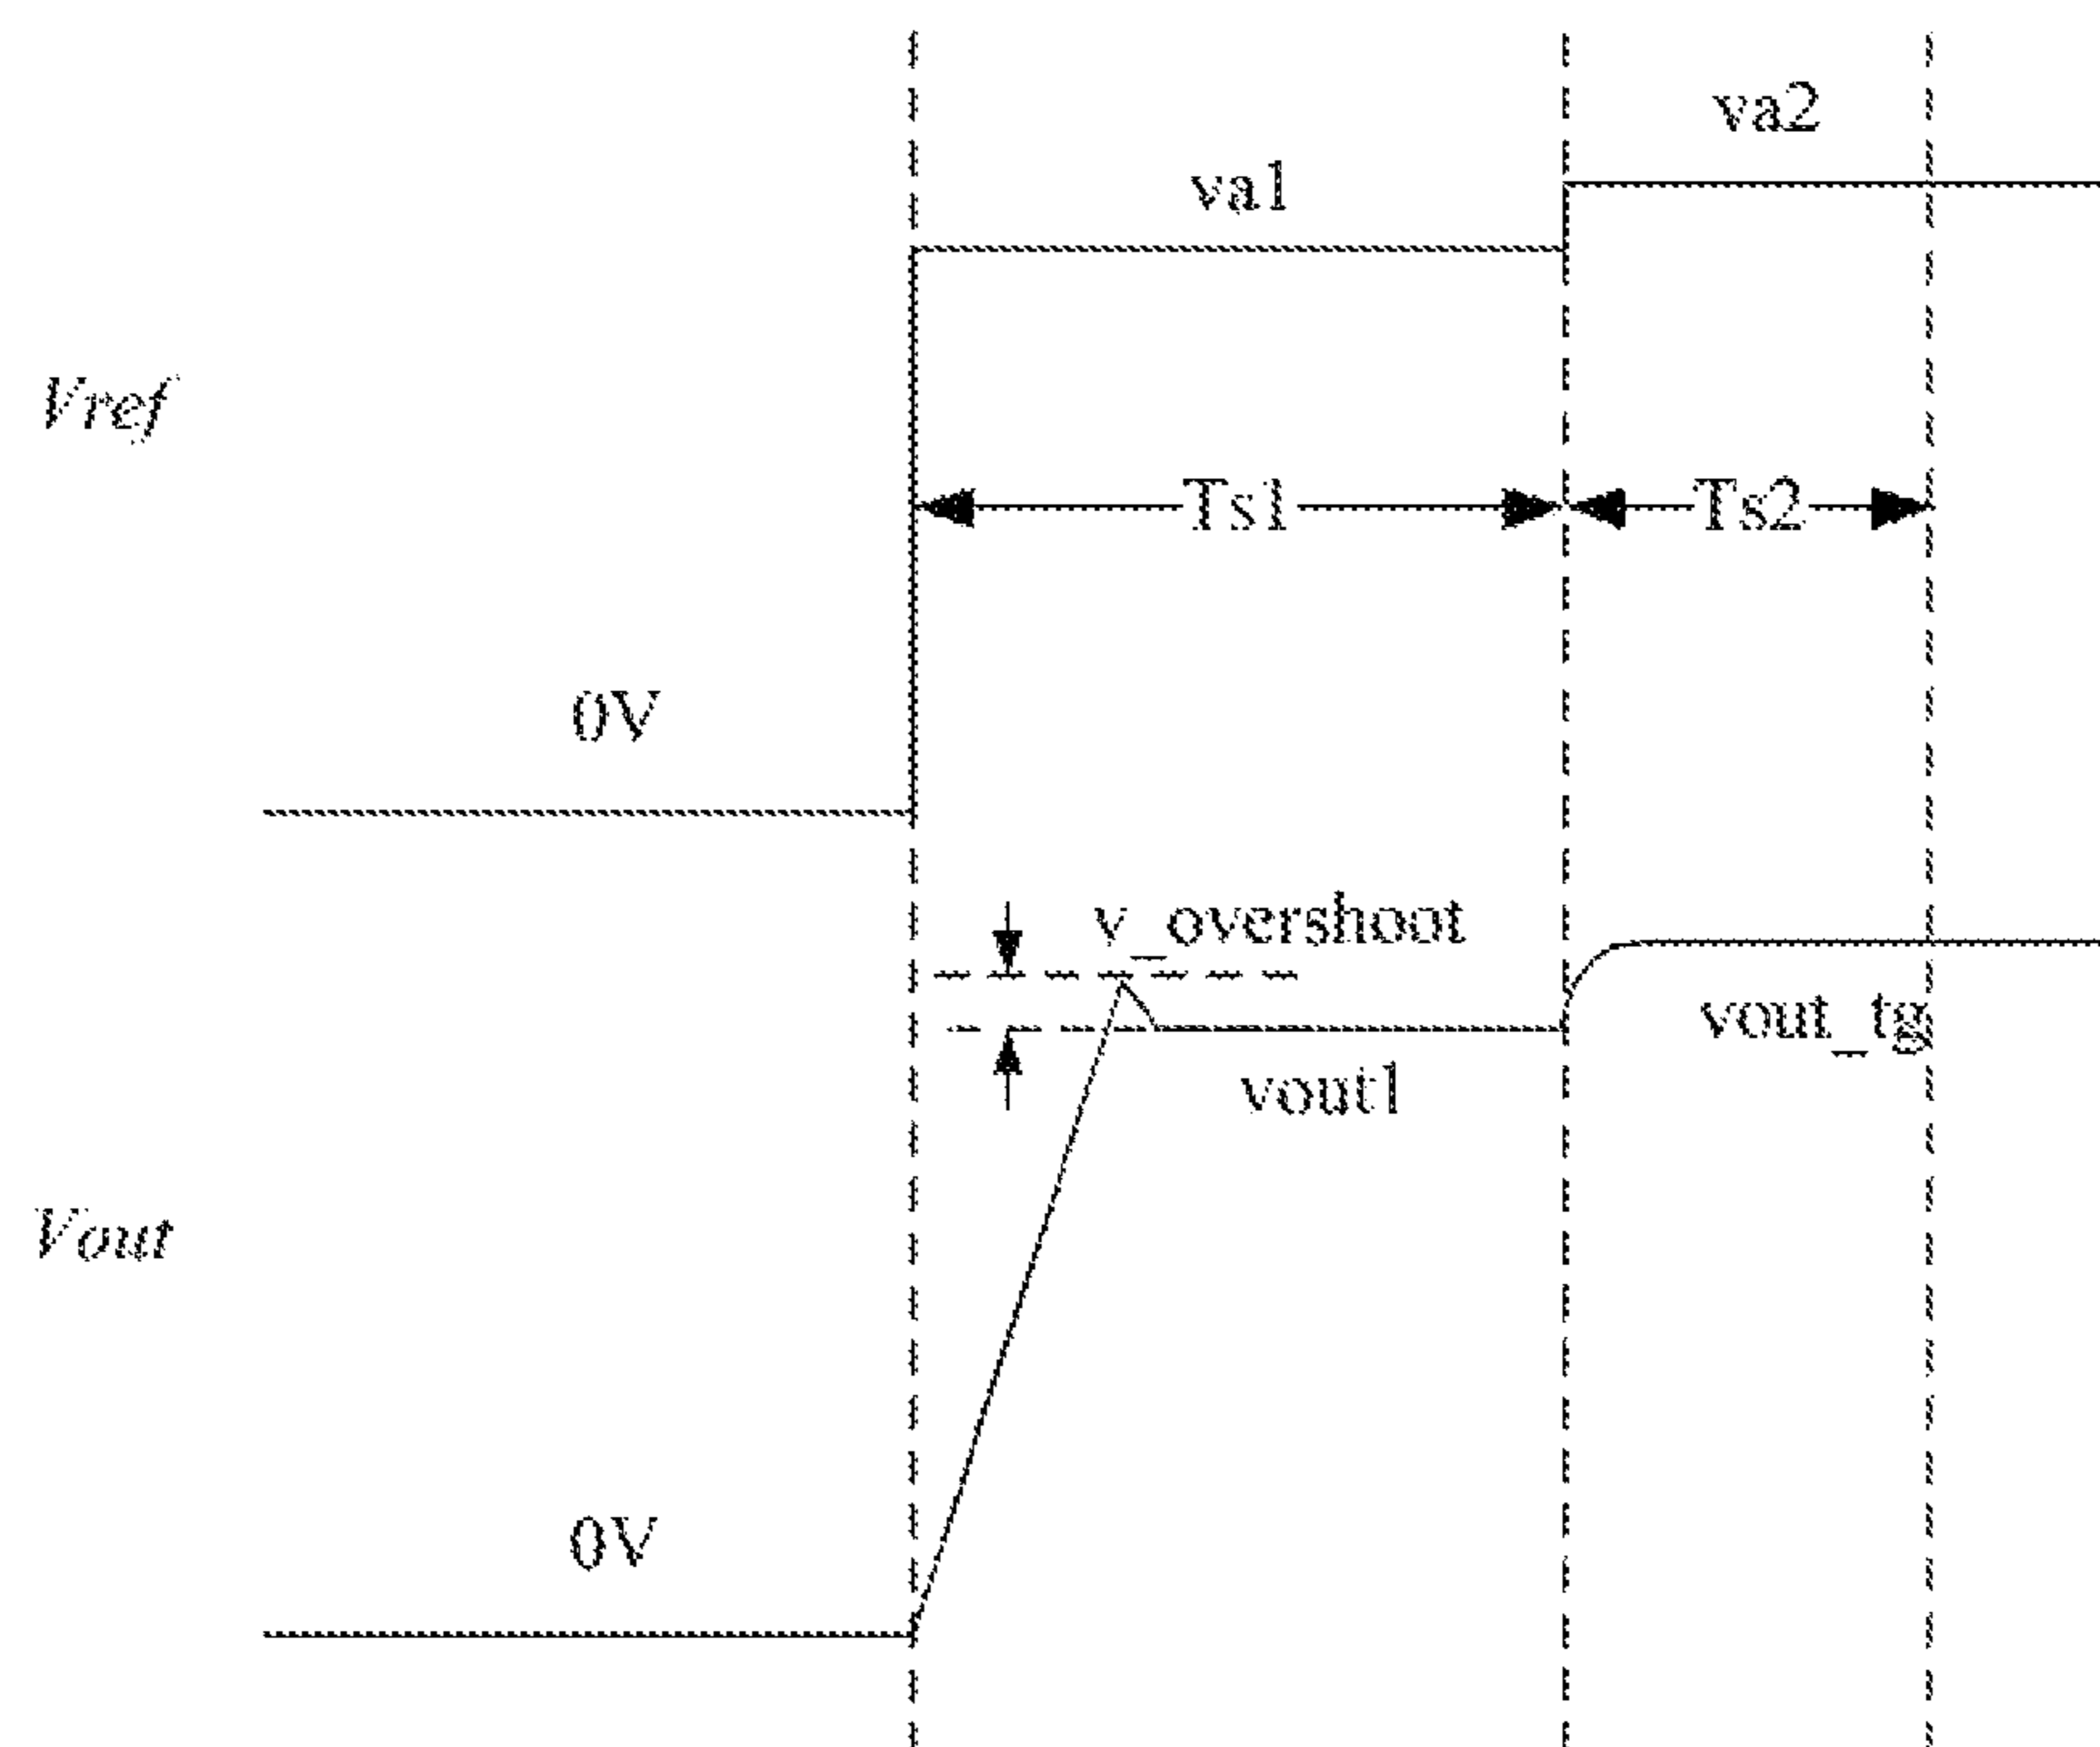 va2
va1
Vref
Ts1
Ts2
0V
v_overshoot
vout_tg
vout1
Vout
0V